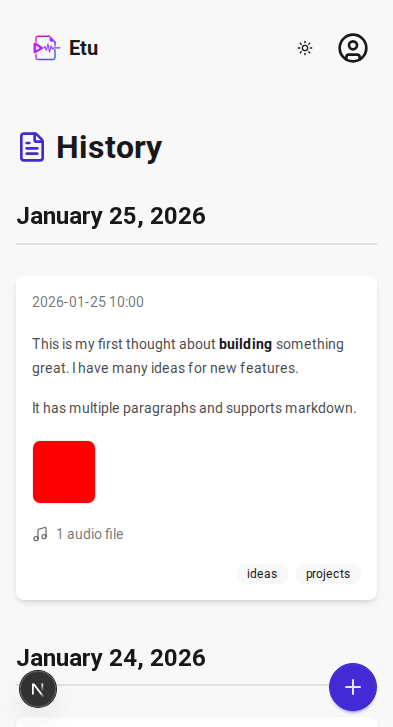 Etu
History
January 25, 2026
2026-01-25 10:00
This is my first thought about building something
great. I have many ideas for new features.
It has multiple paragraphs and supports markdown.
1 audio file
ideas projects
January 24, 2026
N